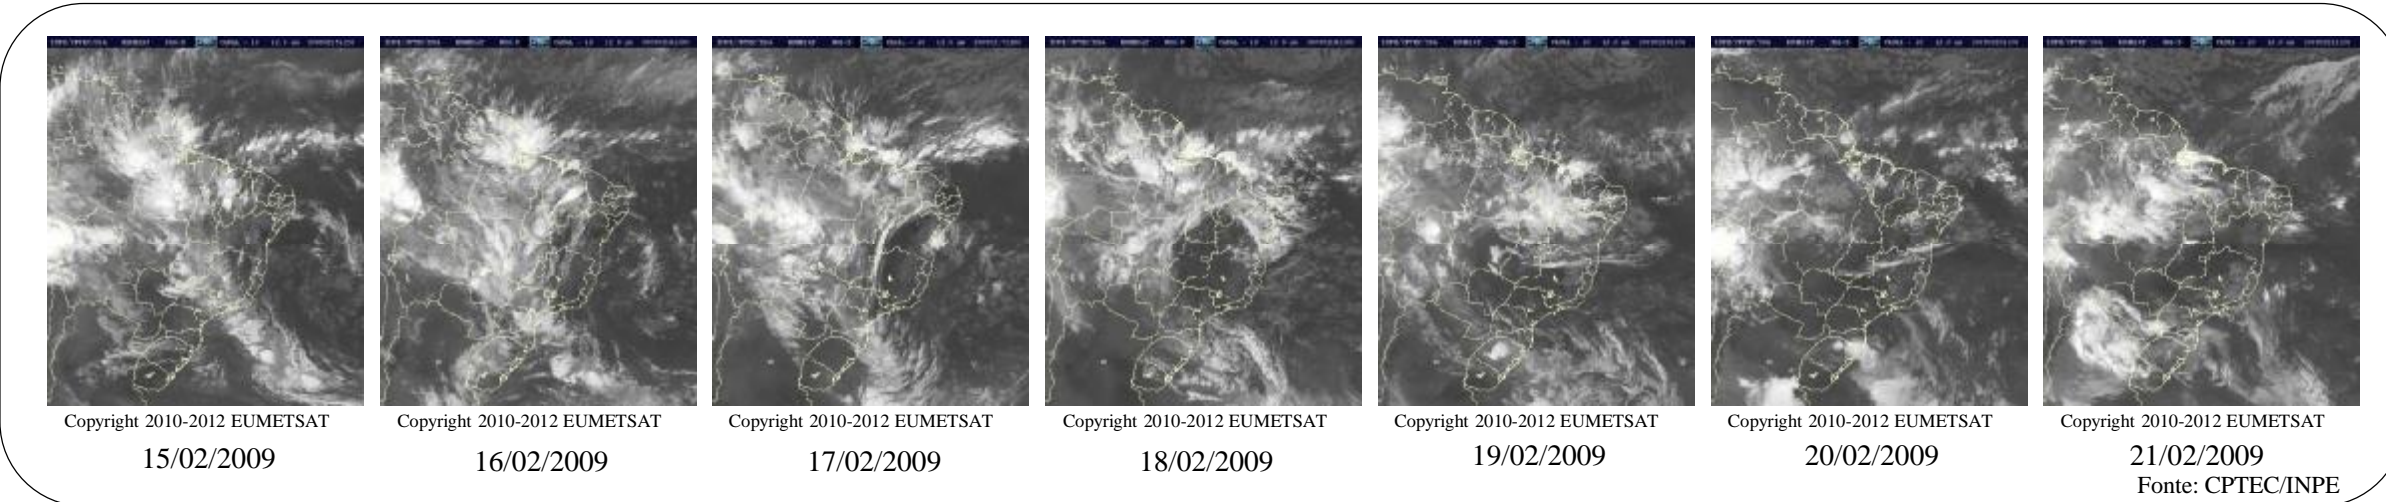 Copyright 2010-2012 EUMETSAT
15/02/2009
Copyright 2010-2012 EUMETSAT
16/02/2009
Copyright 2010-2012 EUMETSAT
17/02/2009
Copyright 2010-2012 EUMETSAT
18/02/2009
Copyright 2010-2012 EUMETSAT
19/02/2009
Copyright 2010-2012 EUMETSAT
20/02/2009
Copyright 2010-2012 EUMETSAT
21/02/2009
Fonte: CPTEC/INPE